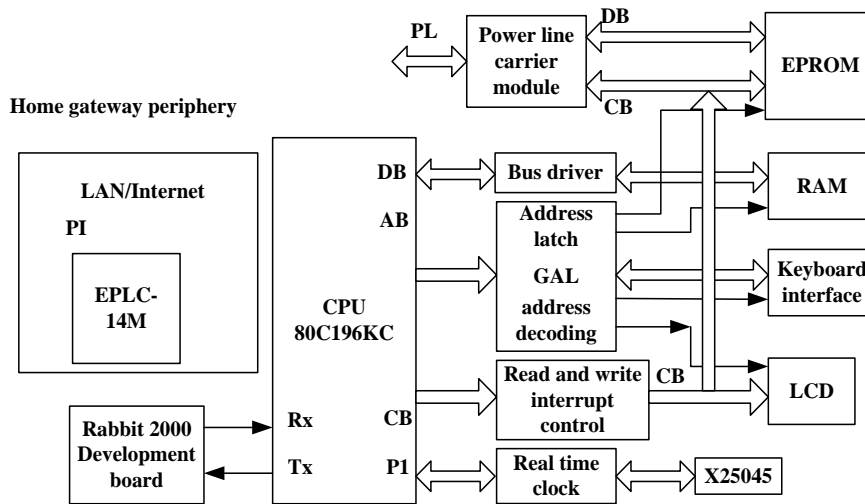 DB
PL
Power line
carrier
module
EPROM
CB
Home gateway periphery
LAN/Internet
PI
EPLC-
14M
DB
AB
CPU
80C196KC
Rx
CB
Tx
P1
Bus driver
RAM
Address
latch
GAL
address
decoding
Keyboard
interface
Read and write
interrupt
control
CB
LCD
Rabbit 2000
Development
board
Real time
clock
X25045